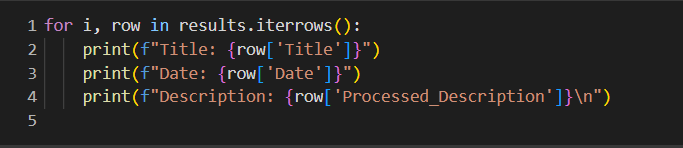 1 for i, row in results.iterrows():
2     print(f"Title: {row['Title']}")
3     print(f"Date: {row['Date']}")
4     print(f"Description: {row['Processed_Description']}\n")
5